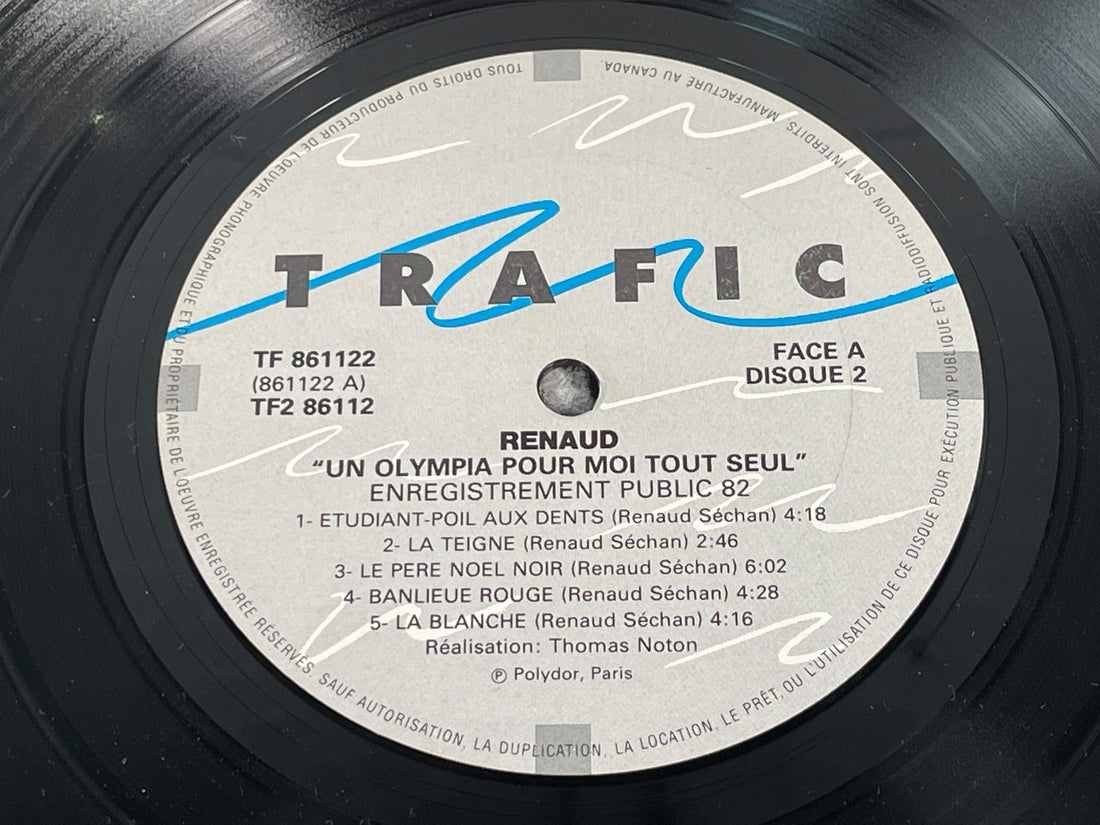 TRAFIC
TF 861122
(861122 A)
TF2 86112
FACE A
DISQUE 2
RENAUD
"UN OLYMPIA POUR MOI TOUT SEUL"
ENREGISTREMENT PUBLIC 82
1- ETUDIANT-POIL AUX DENTS (Renaud Séchan) 4:18
2- LA TEIGNE (Renaud Séchan) 2:46
3- LE PERE NOEL NOIR (Renaud Séchan) 6:02
4- BANLIEUE ROUGE (Renaud Séchan) 4:28
5- LA BLANCHE (Renaud Séchan) 4:16
Réalisation: Thomas Noton
℗ Polydor, Paris
TOUS DROITS DU PRODUCTEUR DE L'OEUVRE PHONOGRAPHIQUE ET DU PROPRIÉTAIRE DE L'OEUVRE ENREGISTRÉE RÉSERVÉS SAUF AUTORISATION, LA DUPLICATION, LA LOCATION, LE PRÊT, OU L'UTILISATION DE CE DISQUE POUR EXÉCUTION PUBLIQUE ET RADIODIFFUSION SONT INTERDITS MANUFACTURÉ AU CANADA